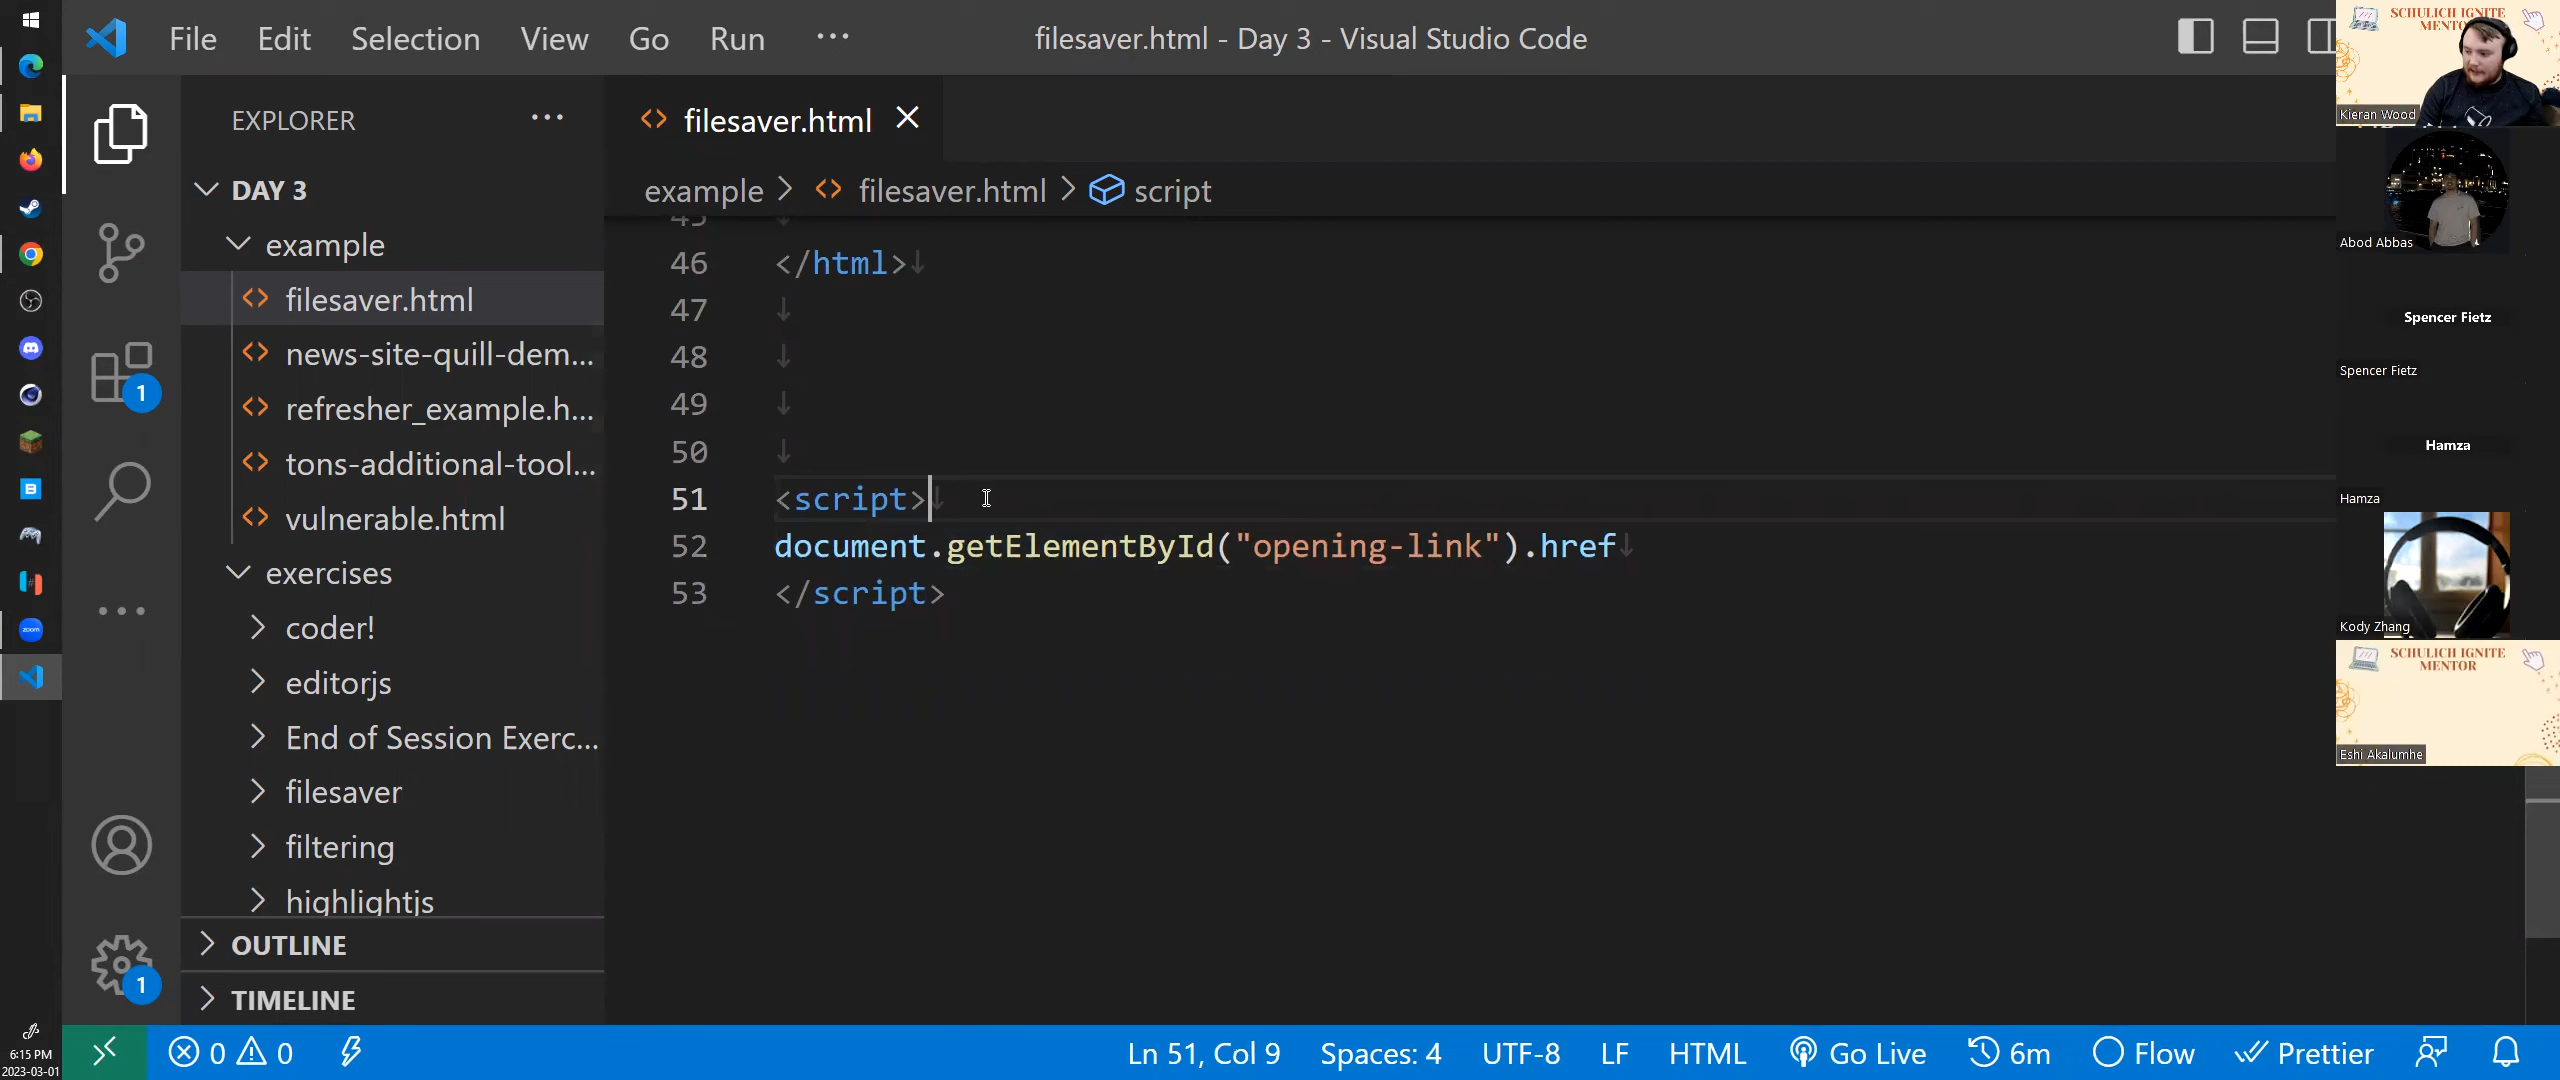 File Edit Selection View Go Run ···
filesaver.html - Day 3 - Visual Studio Code
EXPLORER
DAY 3
example
filesaver.html
news-site-quill-dem...
refresher_example.h...
tons-additional-tool...
vulnerable.html
exercises
coder!
editorjs
End of Session Exerc...
filesaver
filtering
highlightjs
OUTLINE
TIMELINE
1
1
filesaver.html
example > filesaver.html > script
45
46 </html>
47
48
49
50
51 <script>
52 document.getElementById("opening-link").href
53 </script>
SCHULICH IGNITE
MENTOR
Kieran Wood
Abod Abbas
Spencer Fietz
Spencer Fietz
Hamza
Hamza
Kody Zhang
SCHULICH IGNITE
MENTOR
Eshi Akalumhe
zoom
6:15 PM
2023-03-01
0 0
Ln 51, Col 9 Spaces: 4 UTF-8 LF HTML Go Live 6m Flow Prettier